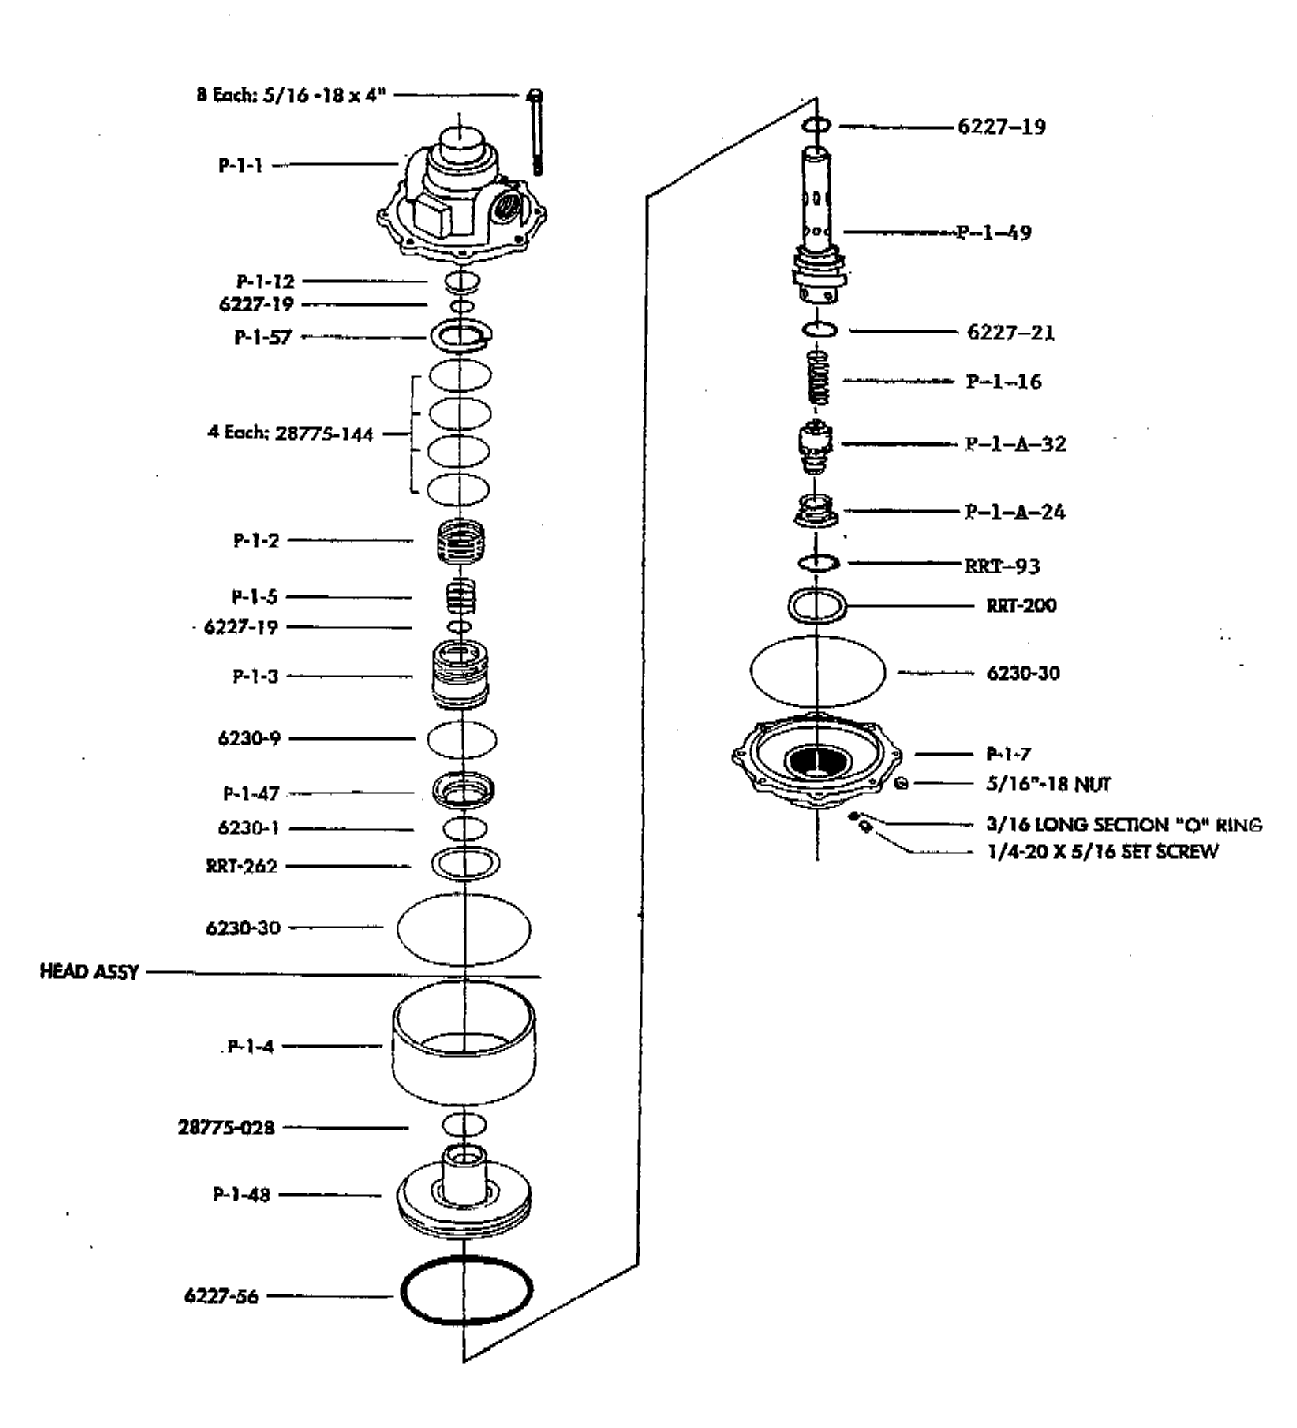 8 Each: 5/16 -18 x 4"
P-1-1
P-1-12
6227-19
P-1-57
4 Each: 28775-144
P-1-2
P-1-5
6227-19
P-1-3
6230-9
P-1-47
6230-1
RRT-262
6230-30
HEAD ASSY
P-1-4
28775-028
P-1-48
6227-56
6227-19
P-1-49
6227-21
P-1-16
P-1-A-32
P-1-A-24
RRT-93
RRT-200
6230-30
P-1-7
5/16"-18 NUT
3/16 LONG SECTION "O" RING
1/4-20 X 5/16 SET SCREW